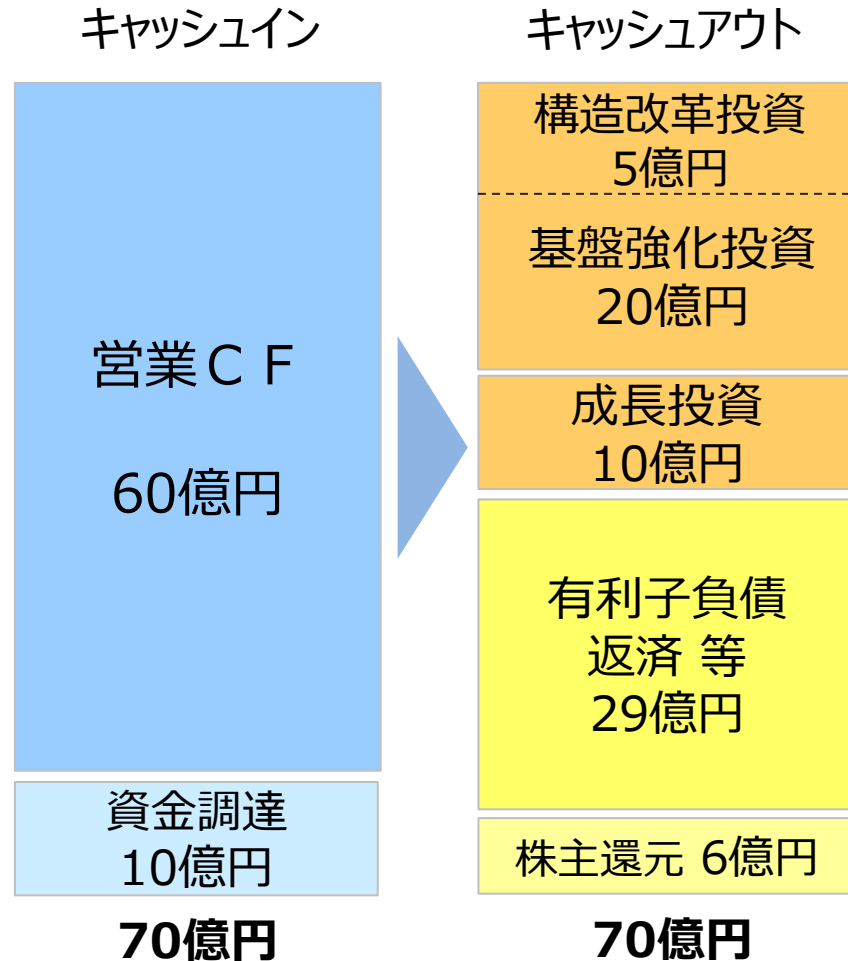 キャッシュイン
営業ＣＦ
60億円
資金調達
10億円
70億円
キャッシュアウト
構造改革投資
5億円
基盤強化投資
20億円
成長投資
10億円
有利子負債
返済 等
29億円
株主還元 6億円
70億円